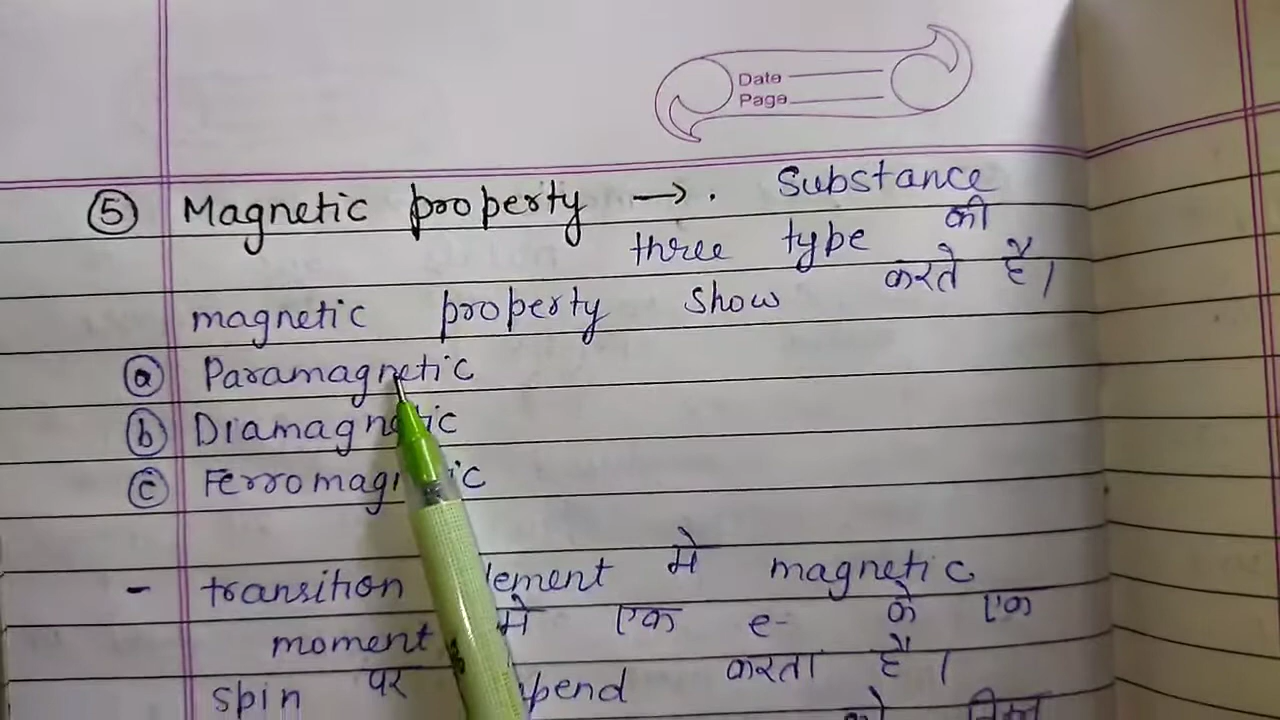 Date
Page
⑤ Magnetic property →. Substance की
three type
magnetic property show करते है।
ⓐ Paramagnetic
ⓑ Diamagnetic
ⓒ Ferromagnetic
- transition element मे magnetic
moment मे एक e- के एक
spin पर depend करता है।